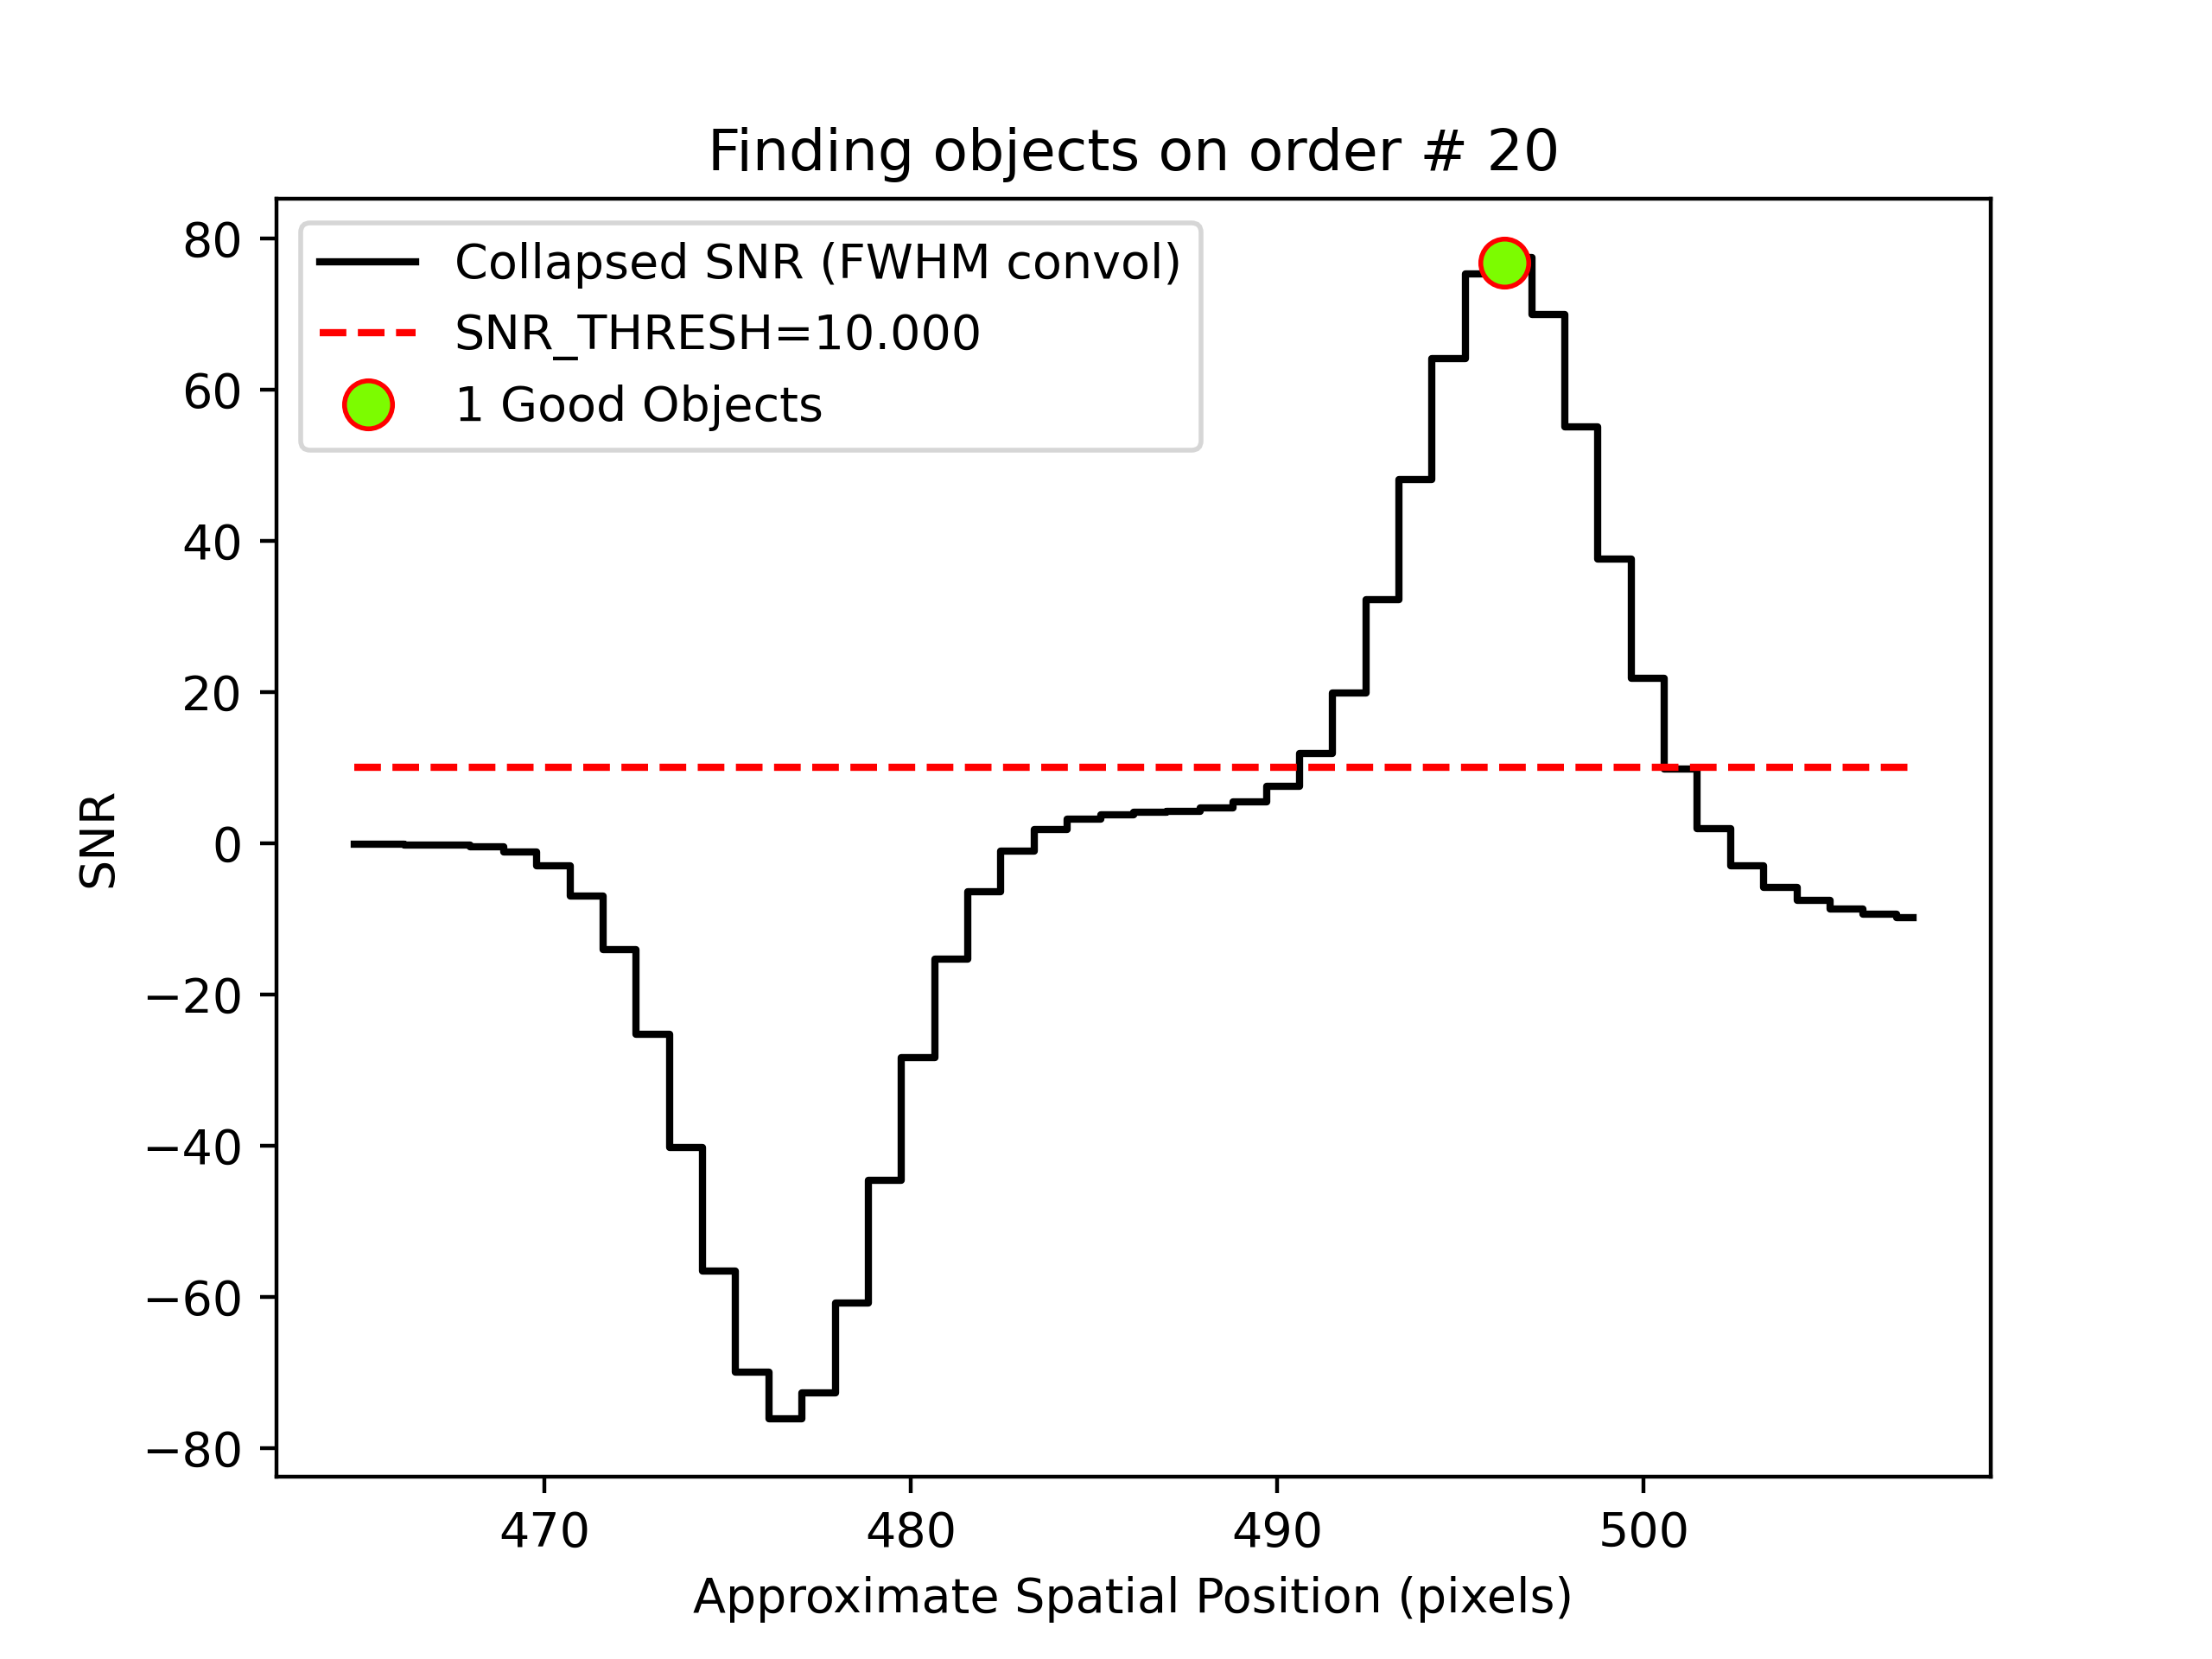 Finding objects on order # 20
Collapsed SNR (FWHM convol)
SNR_THRESH=10.000
1 Good Objects
80
60
40
20
0
−20
−40
−60
−80
SNR
470 480 490 500
Approximate Spatial Position (pixels)